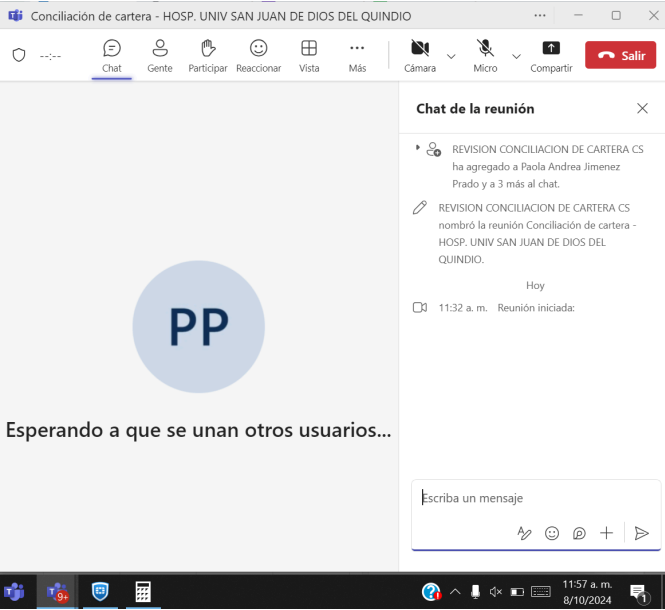 Conciliación de cartera - HOSP. UNIV SAN JUAN DE DIOS DEL QUINDIO
--:--
Chat
Gente
Participar
Reaccionar
Vista
Más
Cámara
Micro
Compartir
Salir
PP
Esperando a que se unan otros usuarios...
Chat de la reunión
REVISION CONCILIACION DE CARTERA CS
ha agregado a Paola Andrea Jimenez
Prado y a 3 más al chat.
REVISION CONCILIACION DE CARTERA CS
nombró la reunión Conciliación de cartera -
HOSP. UNIV SAN JUAN DE DIOS DEL
QUINDIO.
Hoy
11:32 a. m. Reunión iniciada:
Escriba un mensaje
9+
11:57 a. m.
8/10/2024
1